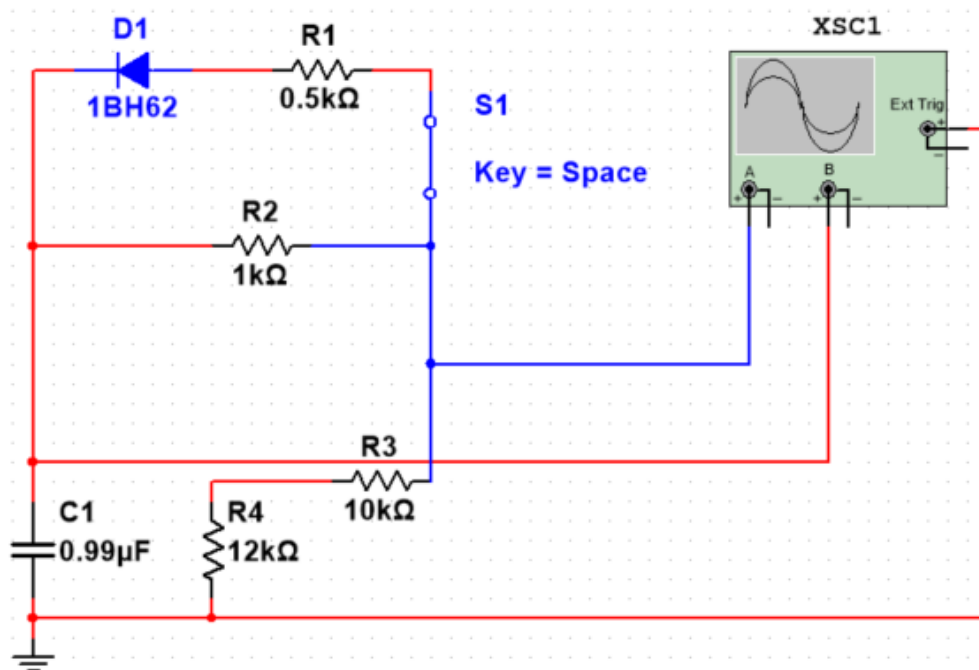 D1
1BH62
R1
0.5kΩ
S1
Key = Space
XSC1
Ext Trig
+
−
A
B
+
−
+
−
R2
1kΩ
R3
10kΩ
C1
0.99µF
R4
12kΩ